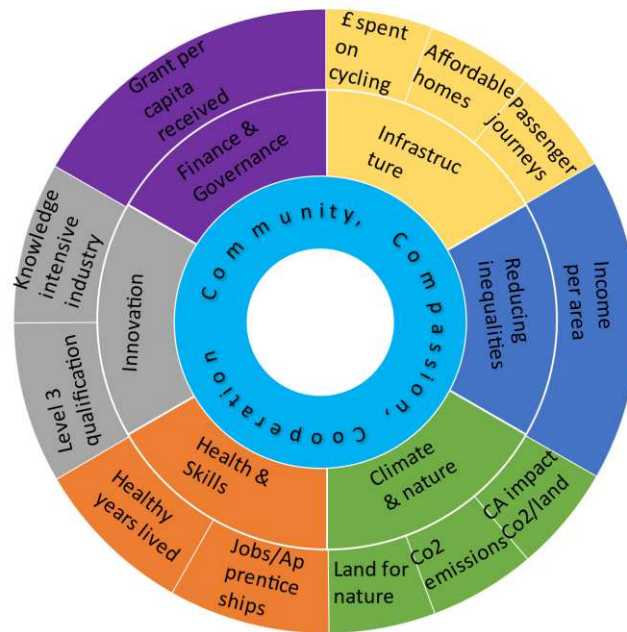 £ spent
on
cycling
Affordable
homes
Passenger
journeys
Infrastruc
ture
Income
per area
Reducing
inequalities
CA impact
Co2/land
Co2
emissions
Land for
nature
Climate
& nature
Jobs/Ap
prentice
ships
Healthy
years lived
Health &
Skills
Level 3
qualification
Knowledge
intensive
industry
Innovation
Grant per
capita
received
Finance &
Governance
Community, Compassion, Cooperation